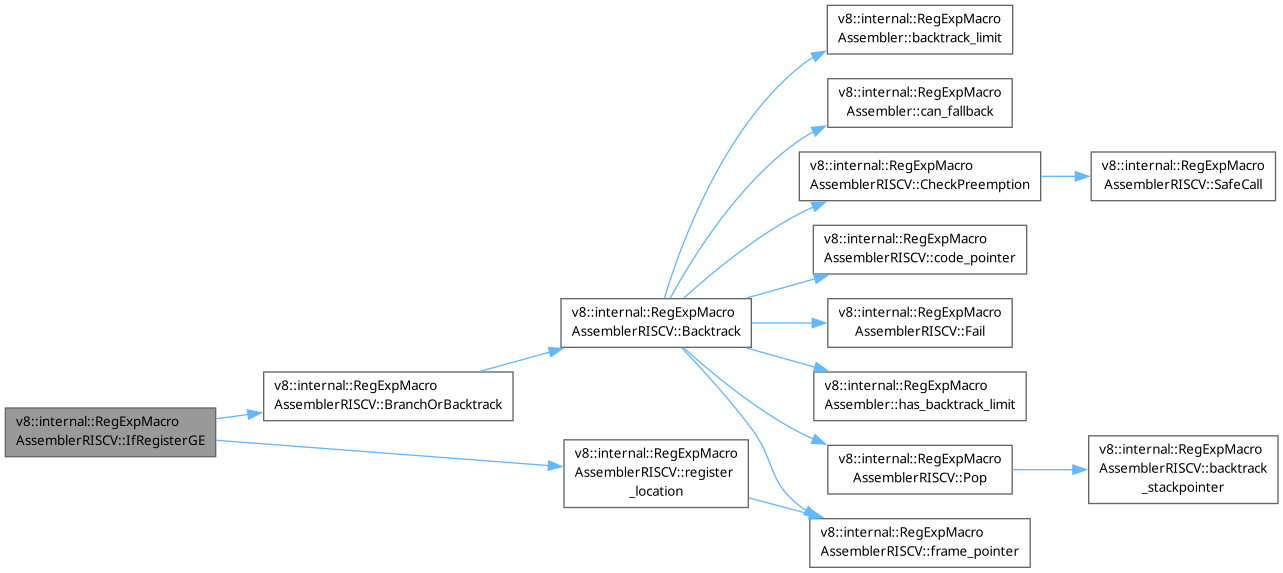 v8::internal::RegExpMacro
Assembler::backtrack_limit
v8::internal::RegExpMacro
Assembler::can_fallback
v8::internal::RegExpMacro
AssemblerRISCV::CheckPreemption
v8::internal::RegExpMacro
AssemblerRISCV::SafeCall
v8::internal::RegExpMacro
AssemblerRISCV::code_pointer
v8::internal::RegExpMacro
AssemblerRISCV::Backtrack
v8::internal::RegExpMacro
AssemblerRISCV::Fail
v8::internal::RegExpMacro
AssemblerRISCV::BranchOrBacktrack
v8::internal::RegExpMacro
Assembler::has_backtrack_limit
v8::internal::RegExpMacro
AssemblerRISCV::IfRegisterGE
v8::internal::RegExpMacro
AssemblerRISCV::register
_location
v8::internal::RegExpMacro
AssemblerRISCV::Pop
v8::internal::RegExpMacro
AssemblerRISCV::backtrack
_stackpointer
v8::internal::RegExpMacro
AssemblerRISCV::frame_pointer